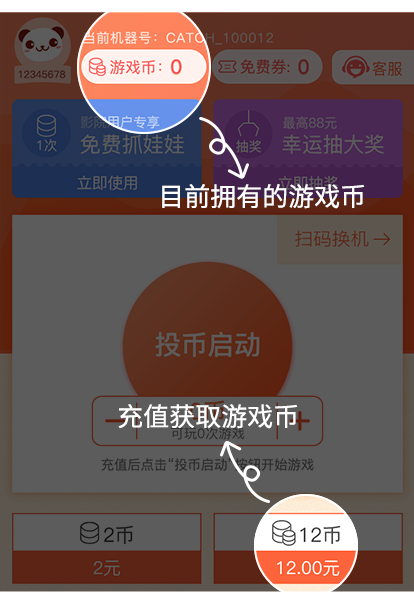 当前机器号：CATCH_100012
12345678
游戏币：0
免费券：0
客服
影院用户专享
免费抓娃娃
1次
立即使用
最高88元
幸运抽大奖
抽奖
立即抽奖
目前拥有的游戏币
扫码换机→
投币启动
充值获取游戏币
可玩0次游戏
充值后点击“投币启动”按钮开始游戏
2币
2元
12币
12.00元